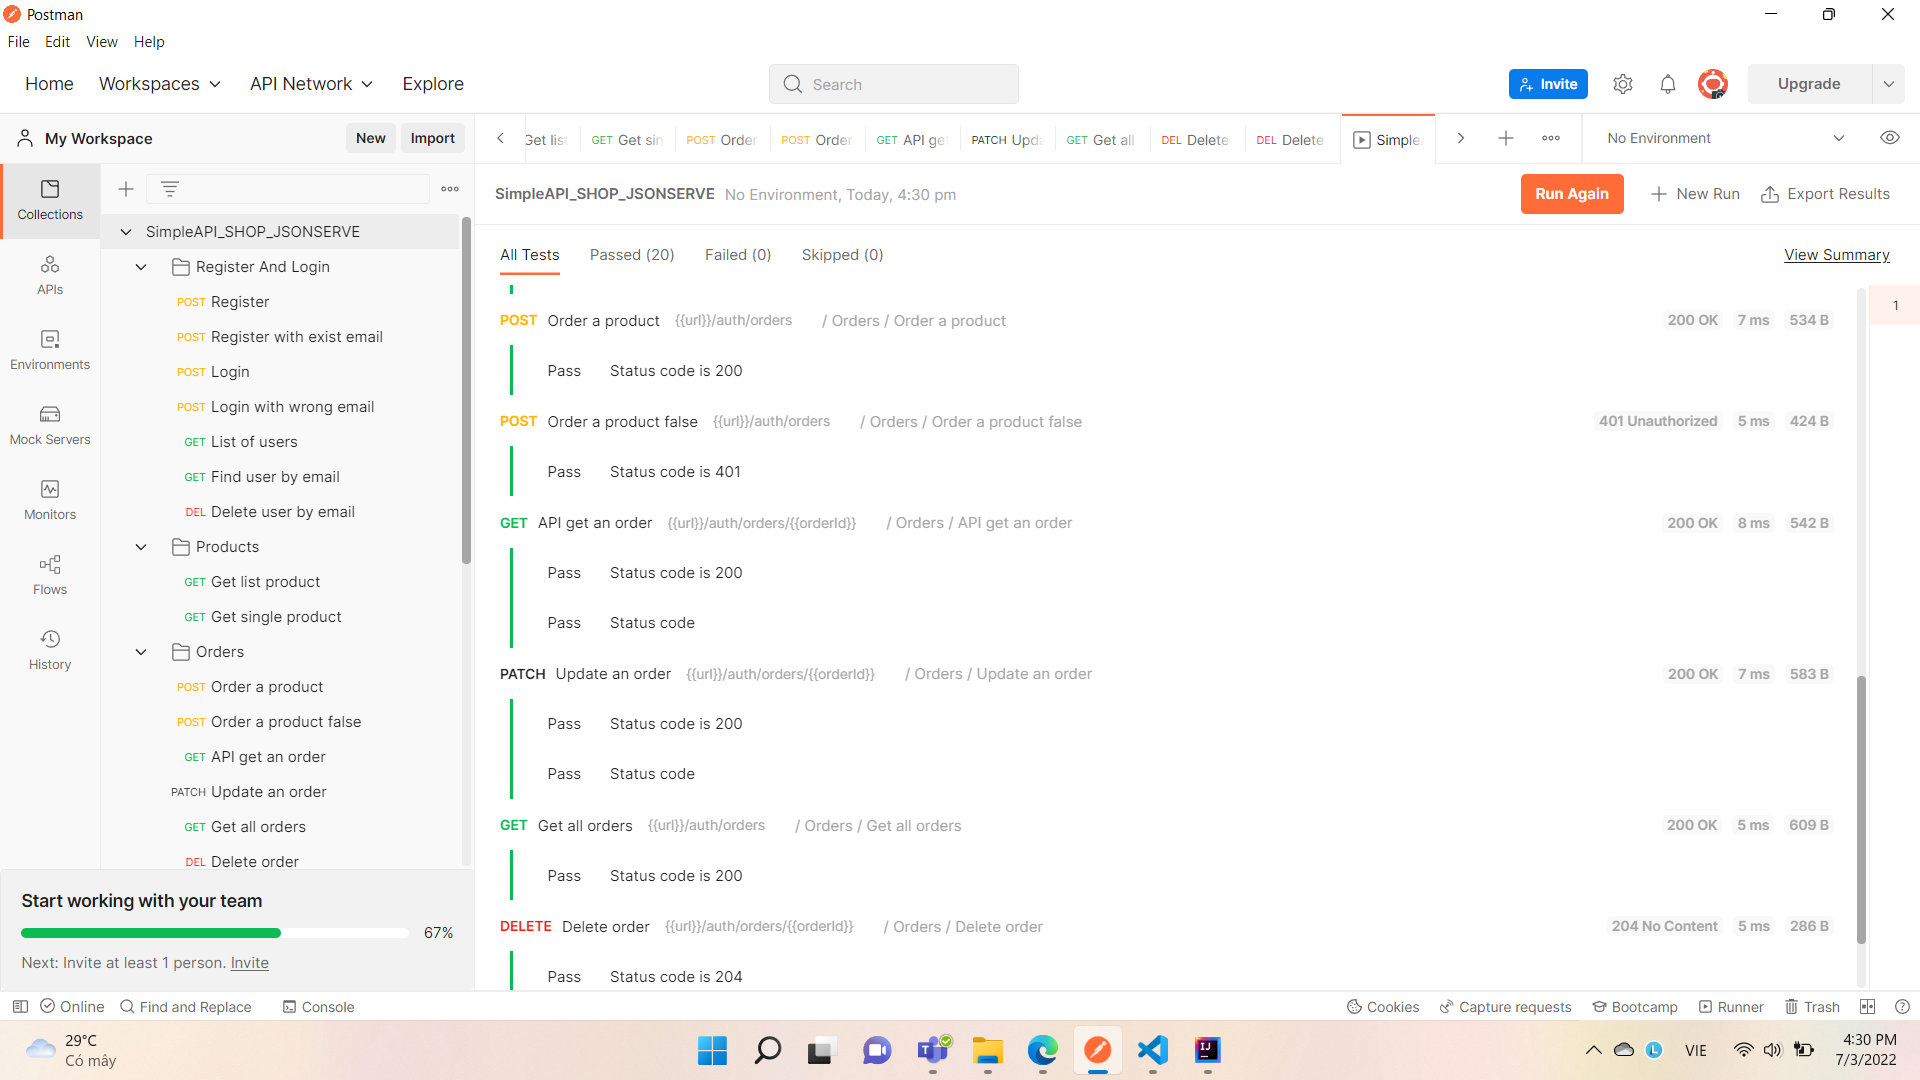 Postman
File Edit View Help
Home Workspaces API Network Explore Search Invite Upgrade
My Workspace New Import
Get list GET Get sin POST Order POST Order GET API get PATCH Upda GET Get all DEL Delete DEL Delete Simple No Environment
SimpleAPI_SHOP_JSONSERVE No Environment, Today, 4:30 pm Run Again New Run Export Results
All Tests Passed (20) Failed (0) Skipped (0) View Summary
Collections
APIs
Environments
Mock Servers
Monitors
Flows
History
SimpleAPI_SHOP_JSONSERVE
Register And Login
POST Register
POST Register with exist email
POST Login
POST Login with wrong email
GET List of users
GET Find user by email
DEL Delete user by email
Products
GET Get list product
GET Get single product
Orders
POST Order a product
POST Order a product false
GET API get an order
PATCH Update an order
GET Get all orders
DEL Delete order
Start working with your team
67%
Next: Invite at least 1 person. Invite
1
POST Order a product {{url}}/auth/orders / Orders / Order a product 200 OK 7 ms 534 B
Pass Status code is 200
POST Order a product false {{url}}/auth/orders / Orders / Order a product false 401 Unauthorized 5 ms 424 B
Pass Status code is 401
GET API get an order {{url}}/auth/orders/{{orderId}} / Orders / API get an order 200 OK 8 ms 542 B
Pass Status code is 200
Pass Status code
PATCH Update an order {{url}}/auth/orders/{{orderId}} / Orders / Update an order 200 OK 7 ms 583 B
Pass Status code is 200
Pass Status code
GET Get all orders {{url}}/auth/orders / Orders / Get all orders 200 OK 5 ms 609 B
Pass Status code is 200
DELETE Delete order {{url}}/auth/orders/{{orderId}} / Orders / Delete order 204 No Content 5 ms 286 B
Pass Status code is 204
Online Find and Replace Console Cookies Capture requests Bootcamp Runner Trash
29°C
Có mây
L VIE
4:30 PM
7/3/2022